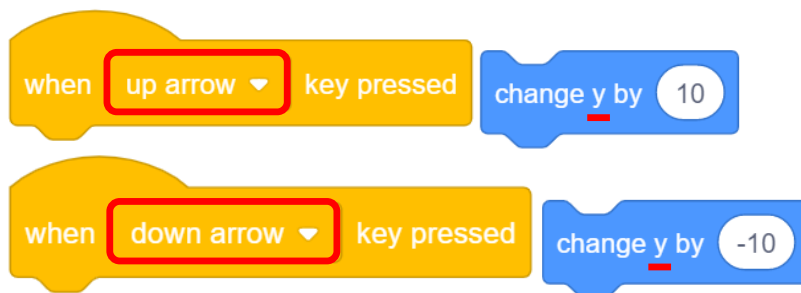 when up arrow key pressed change y by 10
when down arrow key pressed change y by -10